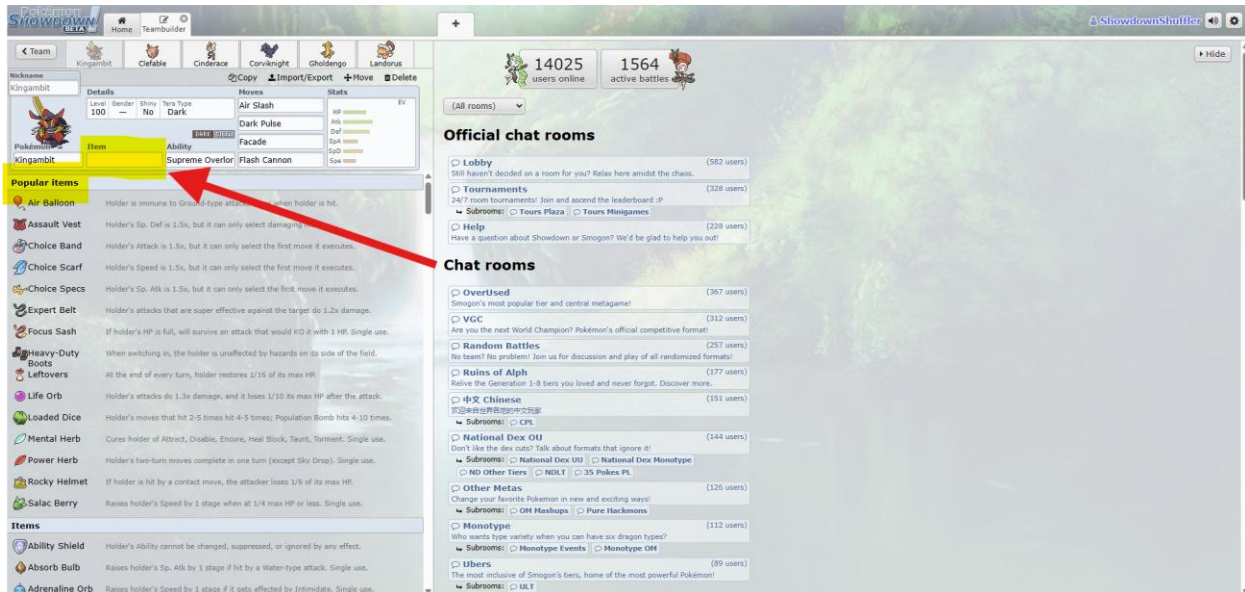 Pokémon
SHOWDOWN!
BETA
Home
Teambuilder
+
ShowdownShuffler
< Team
Kingambit
Clefable
Cinderace
Corviknight
Gholdengo
Landorus
Nickname
Kingambit
Copy Import/Export Move Delete
Details
Level Gender Shiny Tera Type
100 — No Dark
DARK STEEL
Pokémon
Kingambit
Item
Ability
Supreme Overlor
Moves
Air Slash
Dark Pulse
Facade
Flash Cannon
Stats
EV
HP
Atk
Def
SpA
SpD
Spe
Popular items
Air Balloon Holder is immune to Ground-type when holder is hit.
Assault Vest Holder's Sp. Def is 1.5x, but it can only select damaging
Choice Band Holder's Attack is 1.5x, but it can only select the first move it executes.
Choice Scarf Holder's Speed is 1.5x, but it can only select the first move it executes.
Choice Specs Holder's Sp. Atk is 1.5x, but it can only select the first move it executes.
Expert Belt Holder's attacks that are super effective against the target do 1.2x damage.
Focus Sash If holder's HP is full, will survive an attack that would KO it with 1 HP. Single use.
Heavy-Duty Boots When switching in, the holder is unaffected by hazards on its side of the field.
Leftovers At the end of every turn, holder restores 1/16 of its max HP.
Life Orb Holder's attacks do 1.3x damage, and it loses 1/10 its max HP after the attack.
Loaded Dice Holder's moves that hit 2-5 times hit 4-5 times; Population Bomb hits 4-10 times.
Mental Herb Cures holder of Attract, Disable, Encore, Heal Block, Taunt, Torment. Single use.
Power Herb Holder's two-turn moves complete in one turn (except Sky Drop). Single use.
Rocky Helmet If holder is hit by a contact move, the attacker loses 1/6 of its max HP.
Salac Berry Raises holder's Speed by 1 stage when at 1/4 max HP or less. Single use.
Items
Ability Shield Holder's Ability cannot be changed, suppressed, or ignored by any effect.
Absorb Bulb Raises holder's Sp. Atk by 1 stage if hit by a Water-type attack. Single use.
Adrenaline Orb Raises holder's Speed by 1 stage if it gets affected by Intimidate. Single use.
14025
users online
1564
active battles
Hide
(All rooms)
Official chat rooms
Lobby (582 users)
Still haven't decided on a room for you? Relax here amidst the chaos.
Tournaments (328 users)
24/7 room tournaments! Join and ascend the leaderboard :P
Subrooms: Tours Plaza Tours Minigames
Help (228 users)
Have a question about Showdown or Smogon? We'd be glad to help you out!
Chat rooms
OverUsed (367 users)
Smogon's most popular tier and central metagame!
VGC (312 users)
Are you the next World Champion? Pokémon's official competitive format!
Random Battles (257 users)
No team? No problem! Join us for discussion and play of all randomized formats!
Ruins of Alph (177 users)
Relive the Generation 1-8 tiers you loved and never forgot. Discover more.
中文 Chinese (151 users)
欢迎来自世界各地的中文玩家
Subrooms: CPL
National Dex OU (144 users)
Don't like the dex cuts? Talk about formats that ignore it!
Subrooms: National Dex UU National Dex Monotype
ND Other Tiers NDLT 35 Pokes PL
Other Metas (126 users)
Change your favorite Pokemon in new and exciting ways!
Subrooms: OM Mashups Pure Hackmons
Monotype (112 users)
Who wants type variety when you can have six dragon types?
Subrooms: Monotype Events Monotype OM
Ubers (89 users)
The most inclusive of Smogon's tiers, home of the most powerful Pokémon!
Subrooms: ULT